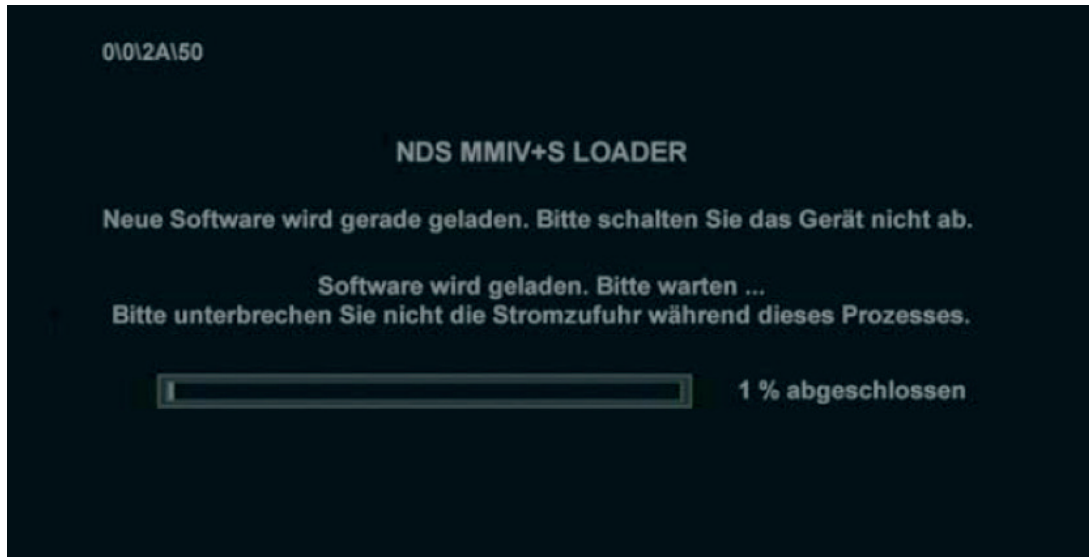 0\0\2A\50
NDS MMIV+S LOADER
Neue Software wird gerade geladen. Bitte schalten Sie das Gerät nicht ab.
Software wird geladen. Bitte warten ...
Bitte unterbrechen Sie nicht die Stromzufuhr während dieses Prozesses.
1 % abgeschlossen